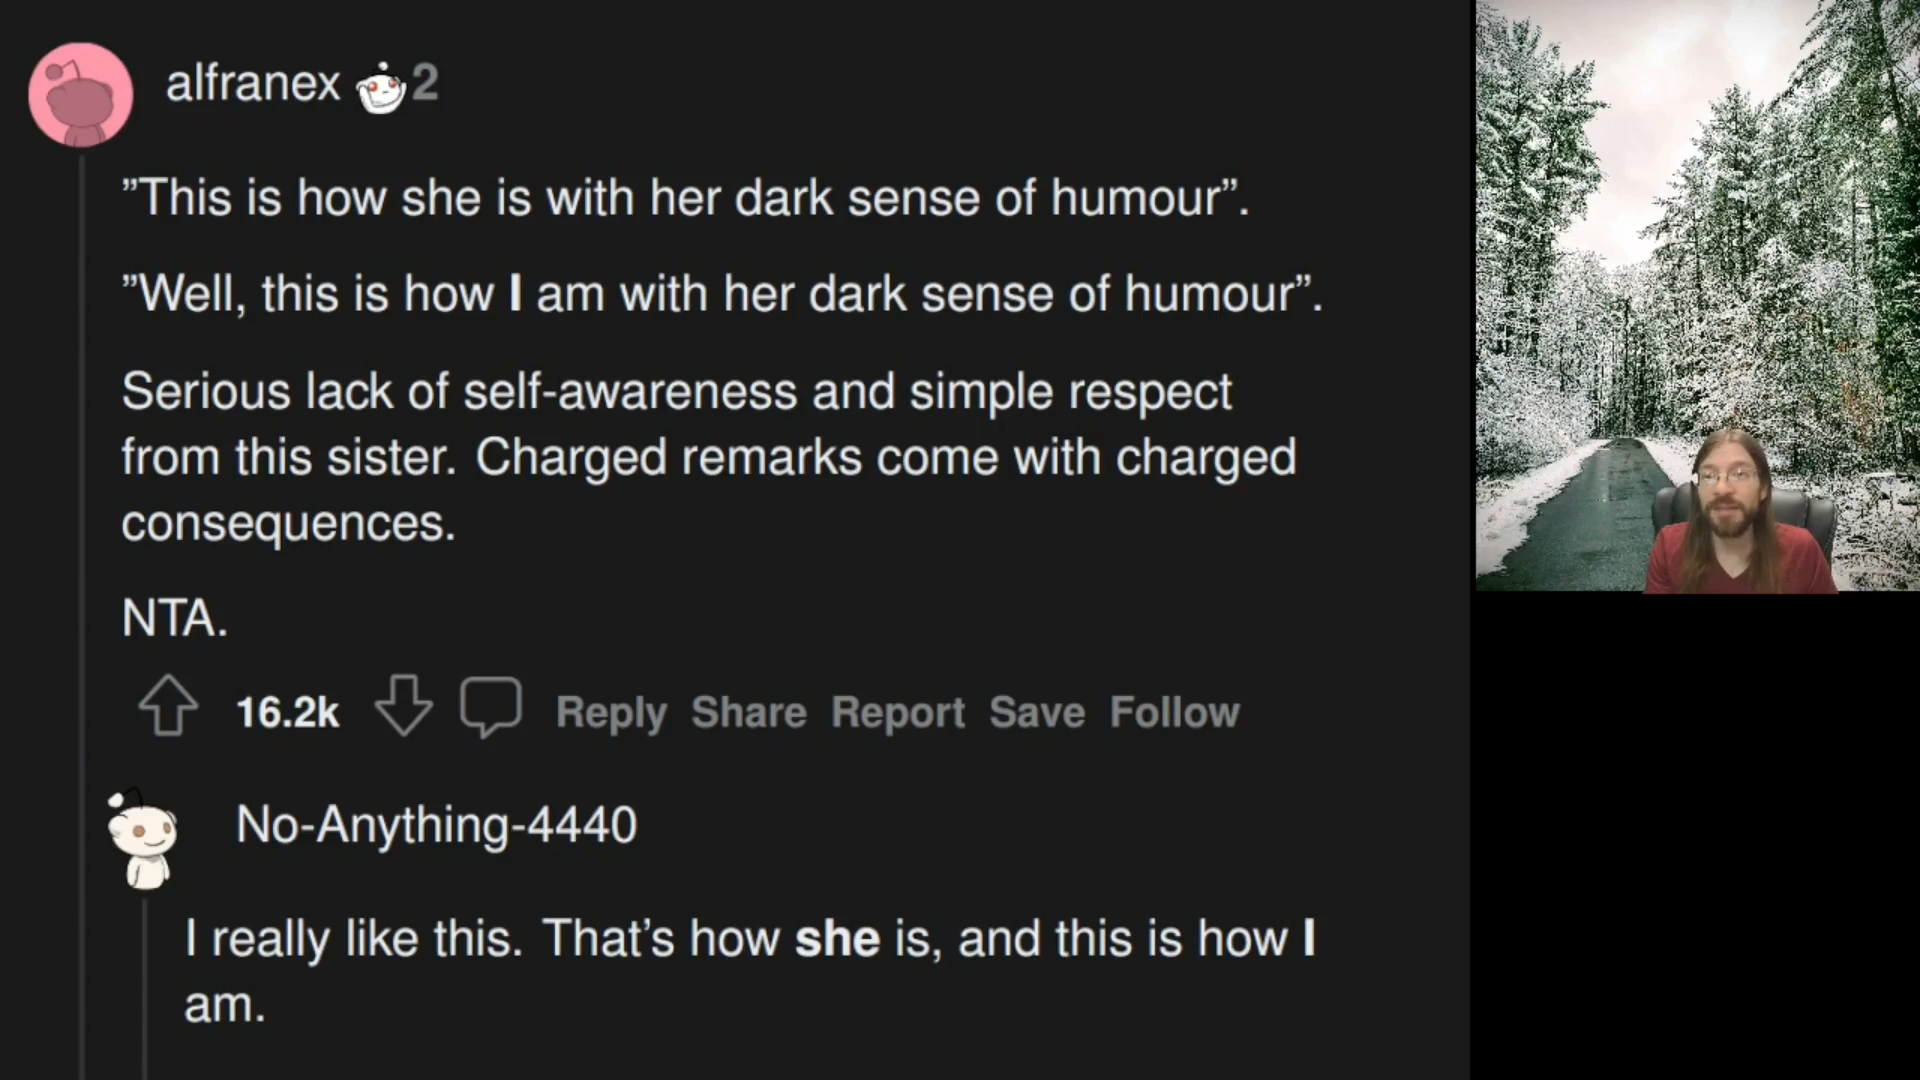 alfranex 2
”This is how she is with her dark sense of humour”.
”Well, this is how I am with her dark sense of humour”.
Serious lack of self-awareness and simple respect
from this sister. Charged remarks come with charged
consequences.
NTA.
16.2k Reply Share Report Save Follow
No-Anything-4440
I really like this. That’s how she is, and this is how I
am.